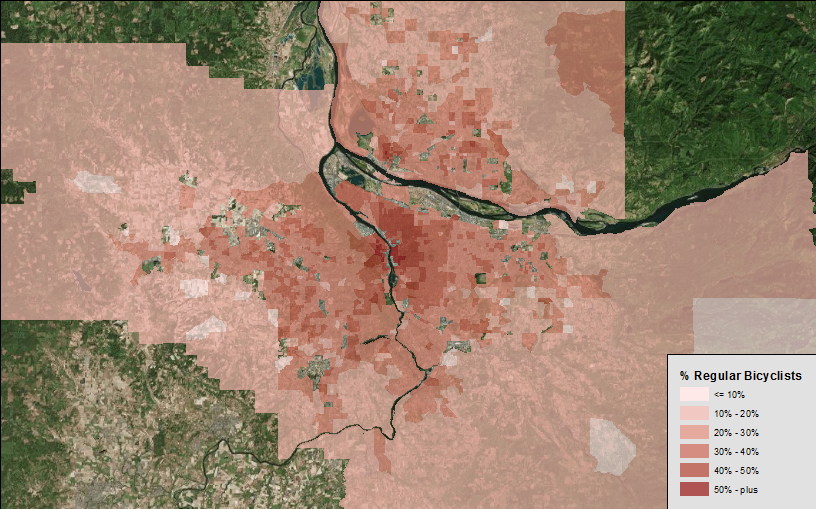 % Regular Bicyclists
<= 10%
10% - 20%
20% - 30%
30% - 40%
40% - 50%
50% - plus